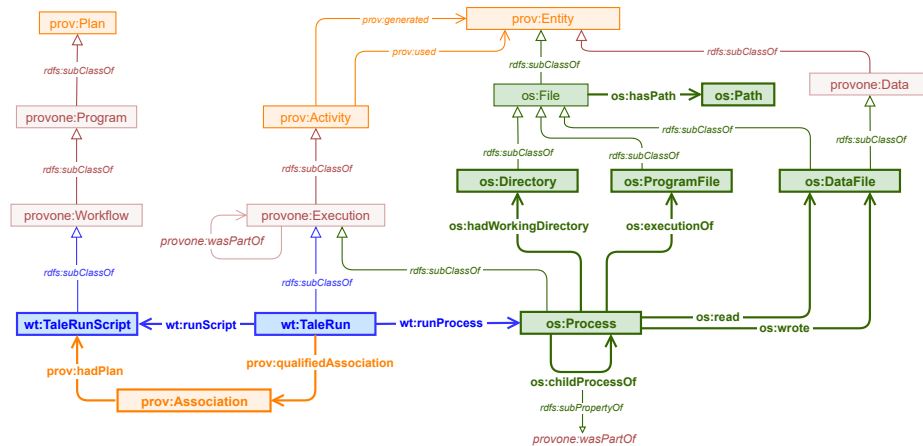 prov:Plan
prov:generated
prov:Entity
prov:used
rdfs:subClassOf
rdfs:subClassOf
rdfs:subClassOf
provone:Data
os:File
os:hasPath
os:Path
provone:Program
prov:Activity
rdfs:subClassOf
rdfs:subClassOf
rdfs:subClassOf
rdfs:subClassOf
rdfs:subClassOf
rdfs:subClassOf
os:Directory
os:ProgramFile
os:DataFile
provone:Workflow
provone:Execution
os:hadWorkingDirectory
os:executionOf
provone:wasPartOf
rdfs:subClassOf
rdfs:subClassOf
rdfs:subClassOf
wt:TaleRunScript
wt:runScript
wt:TaleRun
wt:runProcess
os:Process
os:read
os:wrote
prov:hadPlan
prov:qualifiedAssociation
os:childProcessOf
prov:Association
rdfs:subPropertyOf
provone:wasPartOf